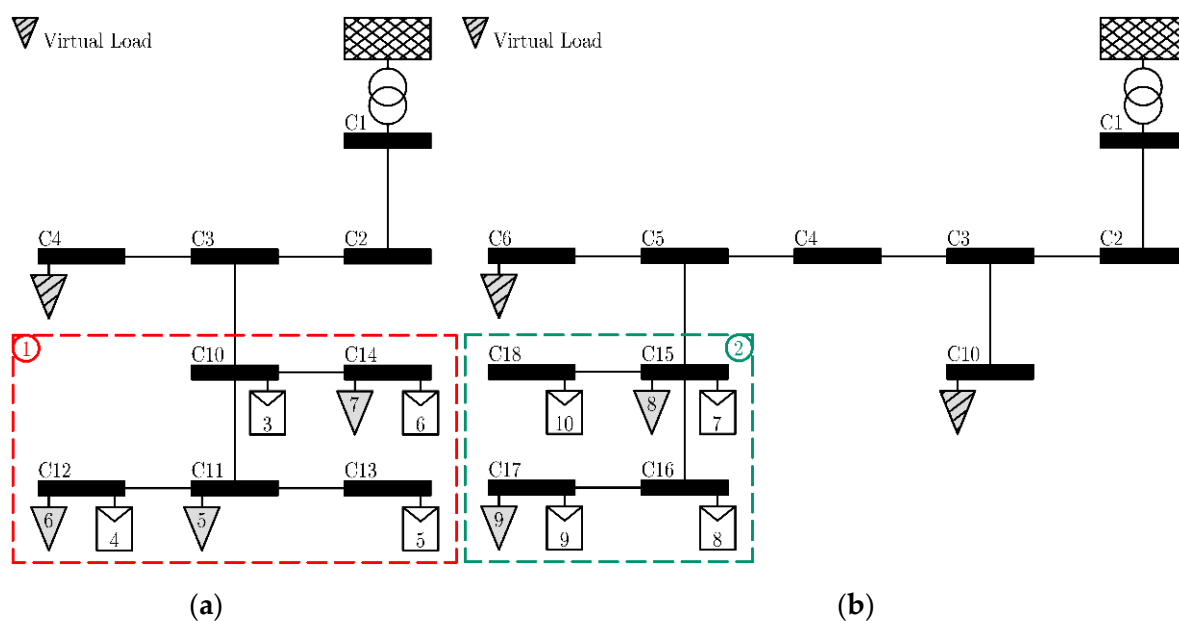 Virtual Load
Virtual Load
C1
C1
C4 C3 C2
C6 C5 C4 C3 C2
1
2
C10 C14
C18 C15
C10
3 7 6
10 8 7
C12 C11 C13
C17 C16
6 4 5 5
9 9 8
(a)
(b)